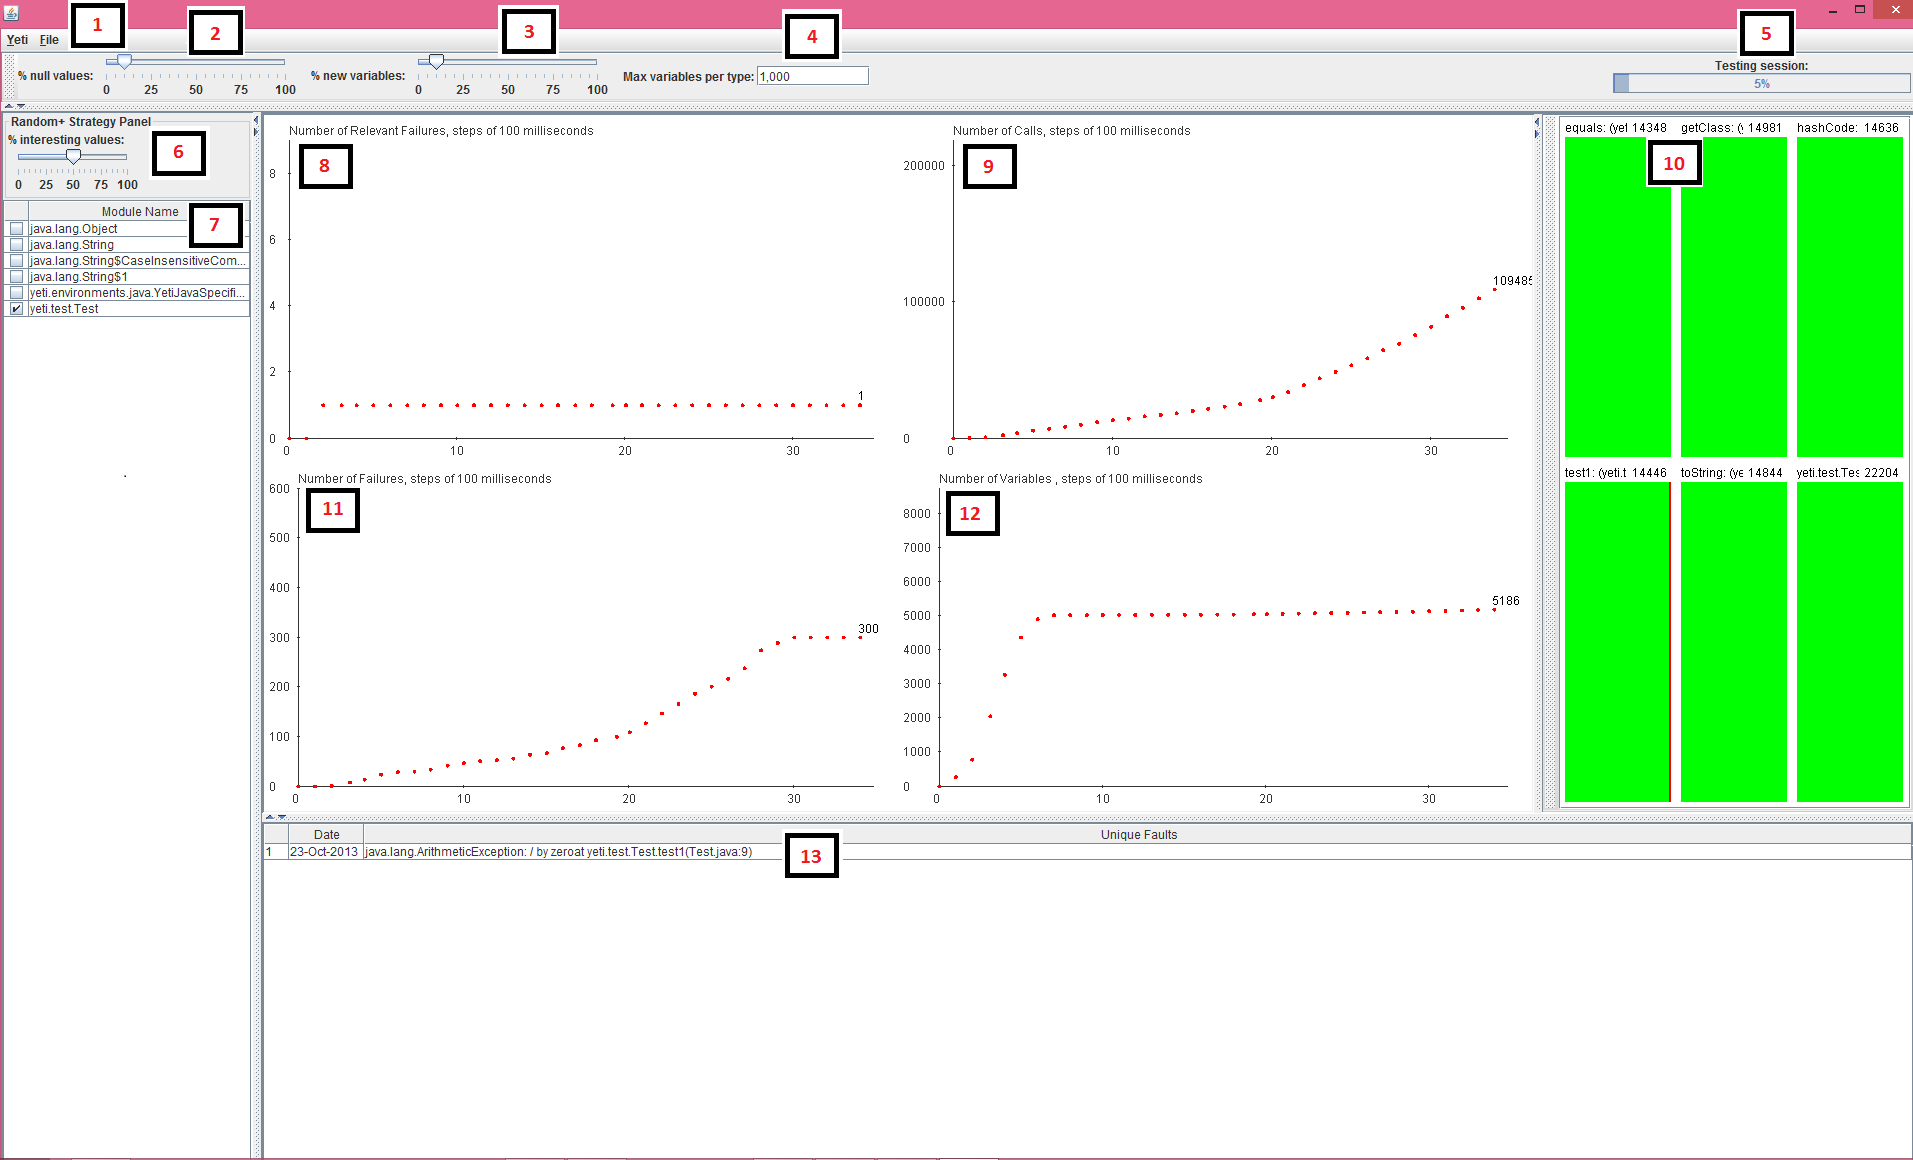 1
2
3
4
5
Yeti File
% null values:
0 25 50 75 100
% new variables:
0 25 50 75 100
Max variables per type: 1,000
Testing session:
5%
Random+ Strategy Panel
% interesting values:
0 25 50 75 100
6
Module Name
7
java.lang.Object
java.lang.String
java.lang.String$CaseInsensitiveCom...
java.lang.String$1
yeti.environments.java.YetiJavaSpecifi...
yeti.test.Test
Number of Relevant Failures, steps of 100 milliseconds
8
8
6
4
2
0
1
0 10 20 30
Number of Calls, steps of 100 milliseconds
9
200000
100000
0
109485
0 10 20 30
equals: (yet 14348
getClass: (y 14981
hashCode: 14636
10
test1: (yeti.t 14446
toString: (ye 14844
yeti.test.Tes 22204
Number of Failures, steps of 100 milliseconds
11
600
500
400
300
200
100
0
300
0 10 20 30
Number of Variables , steps of 100 milliseconds
12
8000
7000
6000
5000
4000
3000
2000
1000
0
5186
0 10 20 30
Date Unique Faults
1 23-Oct-2013 java.lang.ArithmeticException: / by zeroat yeti.test.Test.test1(Test.java:9)
13